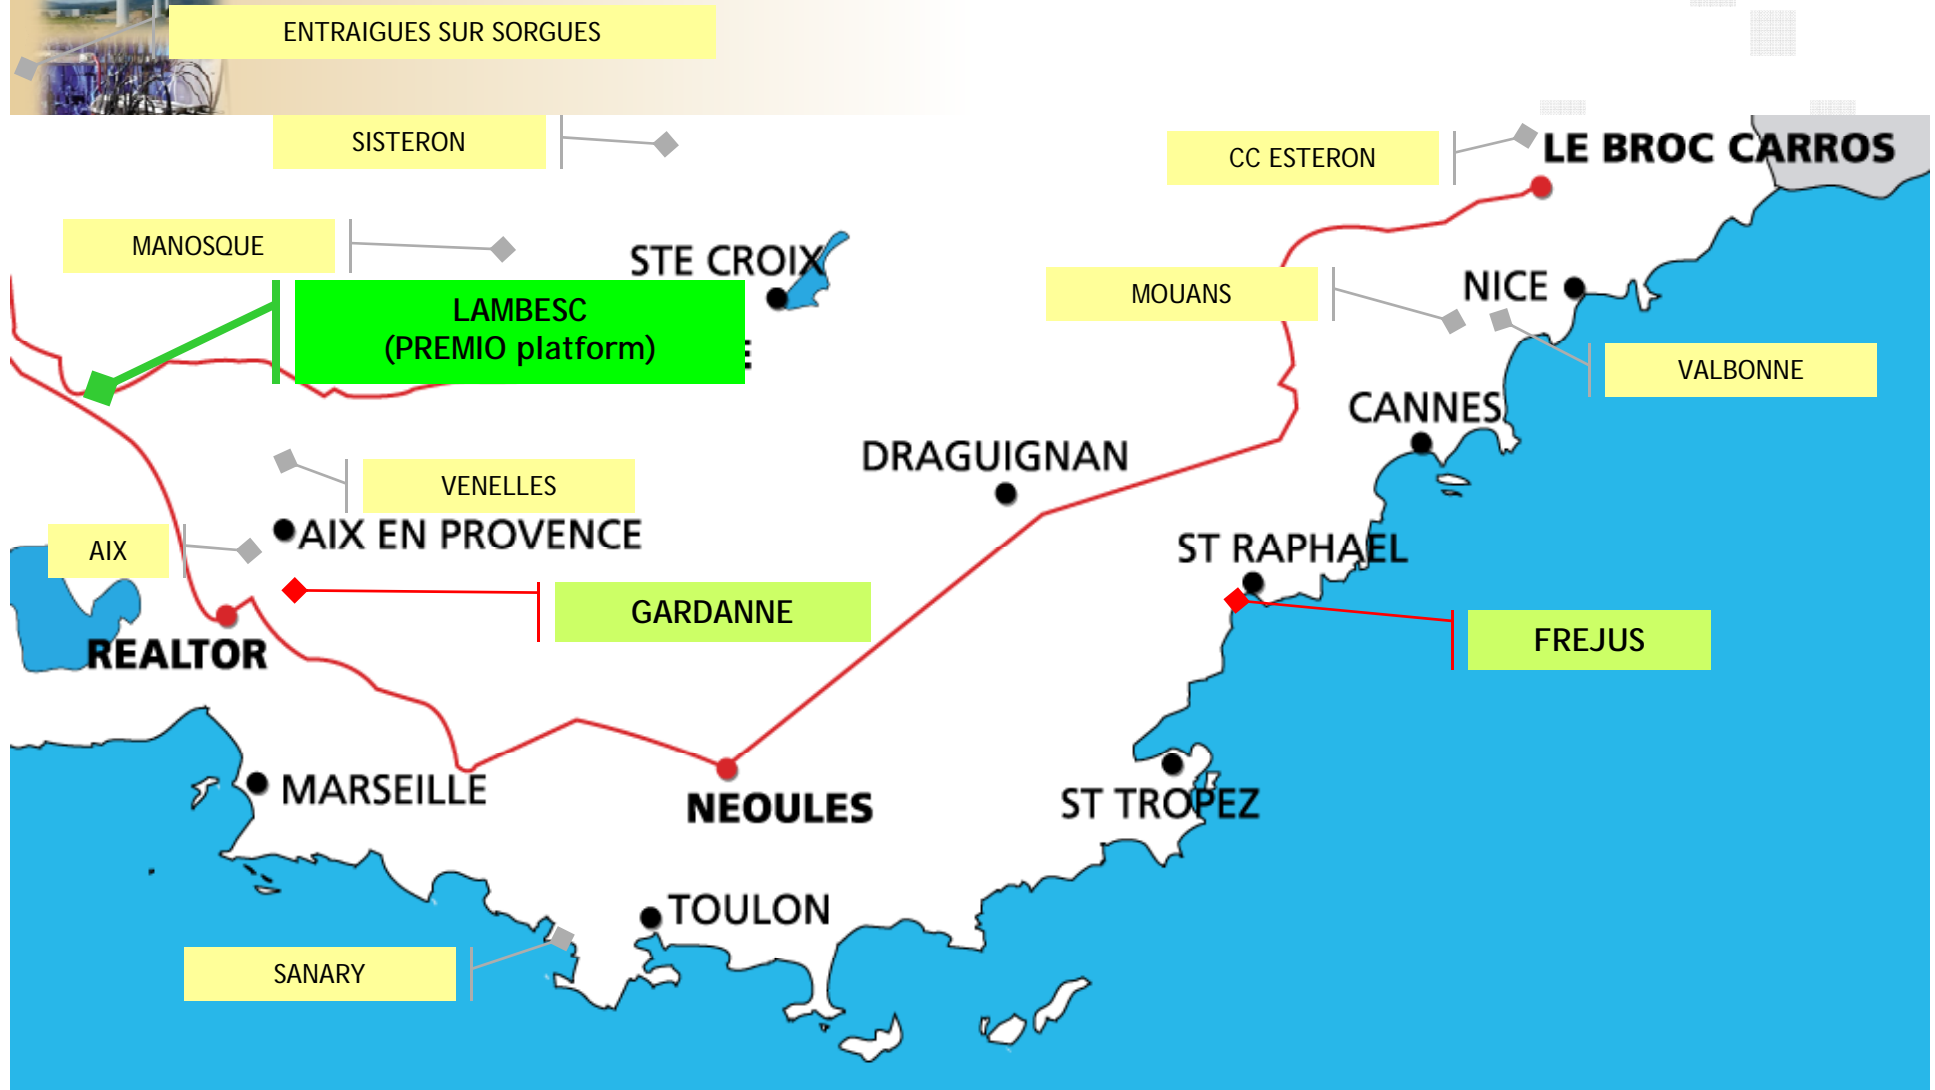 ENTRAIGUES SUR SORGUES
SISTERON
CC ESTERON
LE BROC CARROS
MANOSQUE
STE CROIX
MOUANS
NICE
LAMBESC
(PREMIO platform)
VALBONNE
CANNES
DRAGUIGNAN
VENELLES
AIX EN PROVENCE
AIX
ST RAPHAEL
GARDANNE
FREJUS
REALTOR
MARSEILLE
NEOULES
ST TROPEZ
TOULON
SANARY